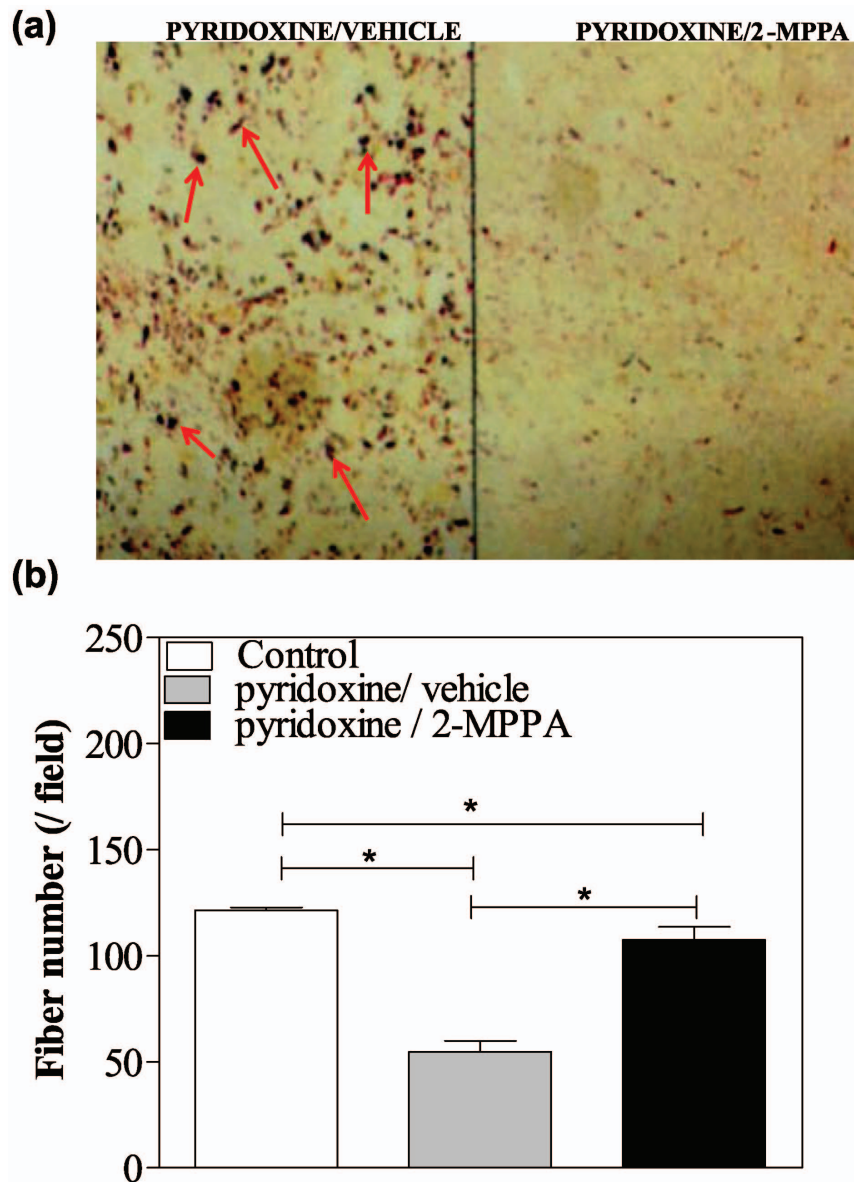 (a)
PYRIDOXINE/VEHICLE PYRIDOXINE/2-MPPA
(b)
Fiber number (/ field)
250
200
150
100
50
0
Control
pyridoxine/ vehicle
pyridoxine / 2-MPPA
*
*
*